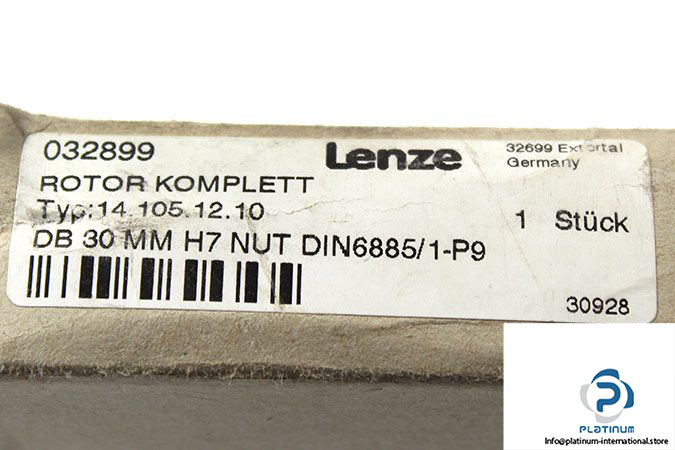 032899
Lenze
32699 Extertal
Germany
ROTOR KOMPLETT
Typ:14.105.12.10
1 Stück
DB 30 MM H7 NUT DIN6885/1-P9
30928
PLATINUM
Info@platinum-international.store